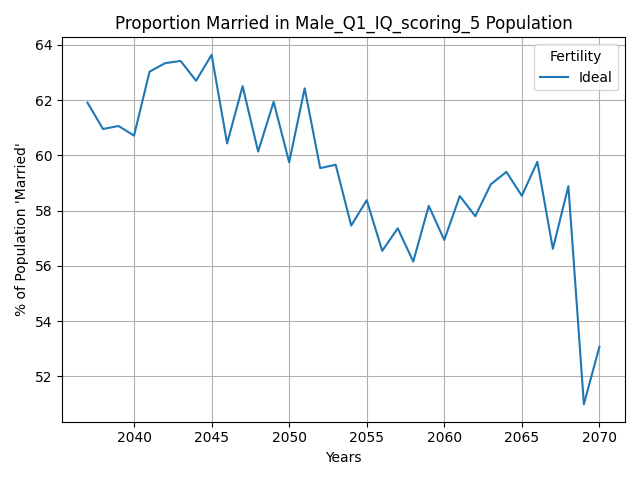 Proportion Married in Male_Q1_IQ_scoring_5 Population
Fertility
Ideal
% of Population 'Married'
64
62
60
58
56
54
52
2040
2045
2050
2055
2060
2065
2070
Years